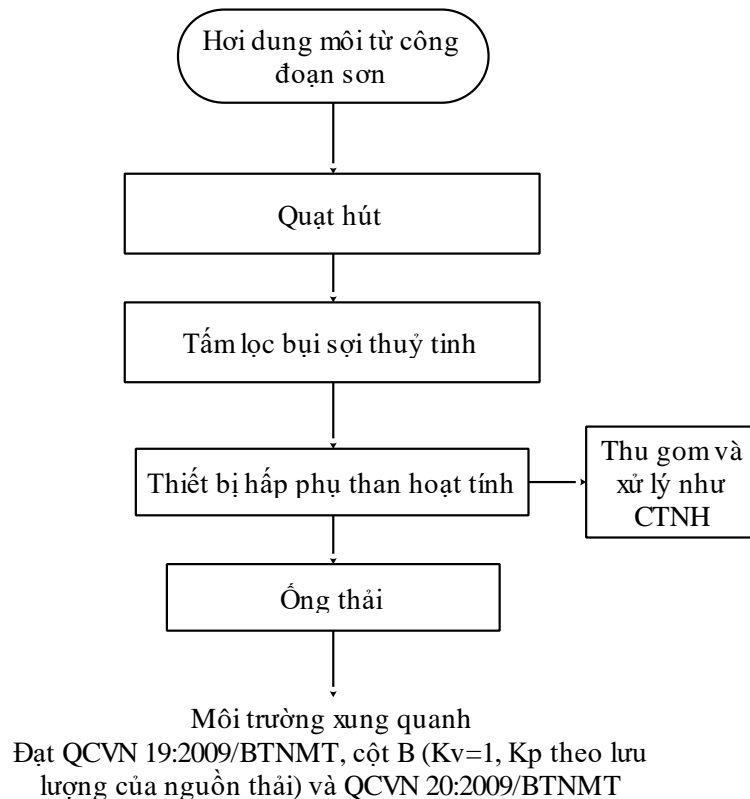 Hơi dung môi từ công
đoạn sơn
Quạt hút
Tấm lọc bụi sợi thuỷ tinh
Thiết bị hấp phụ than hoạt tính
Thu gom và
xử lý như
CTNH
Ống thải
Môi trường xung quanh
Đạt QCVN 19:2009/BTNMT, cột B (Kv=1, Kp theo lưu
lượng của nguồn thải) và QCVN 20:2009/BTNMT